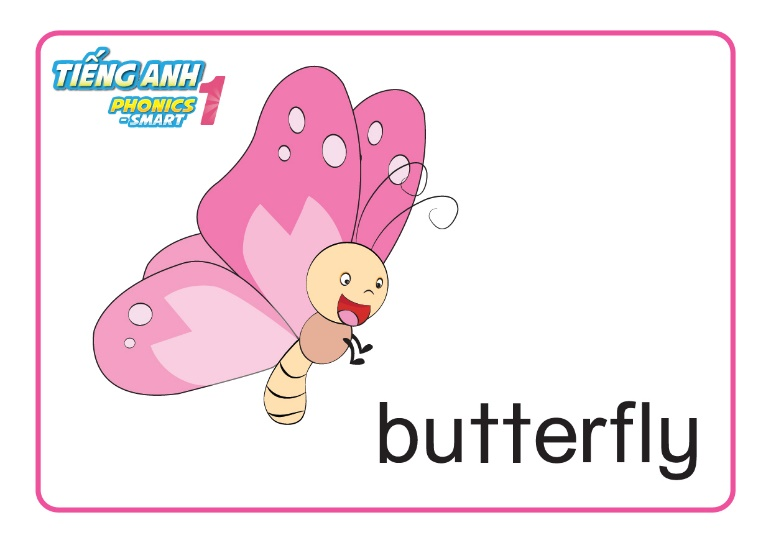 TIẾNG ANH 1
PHONICS
-SMART
butterfly